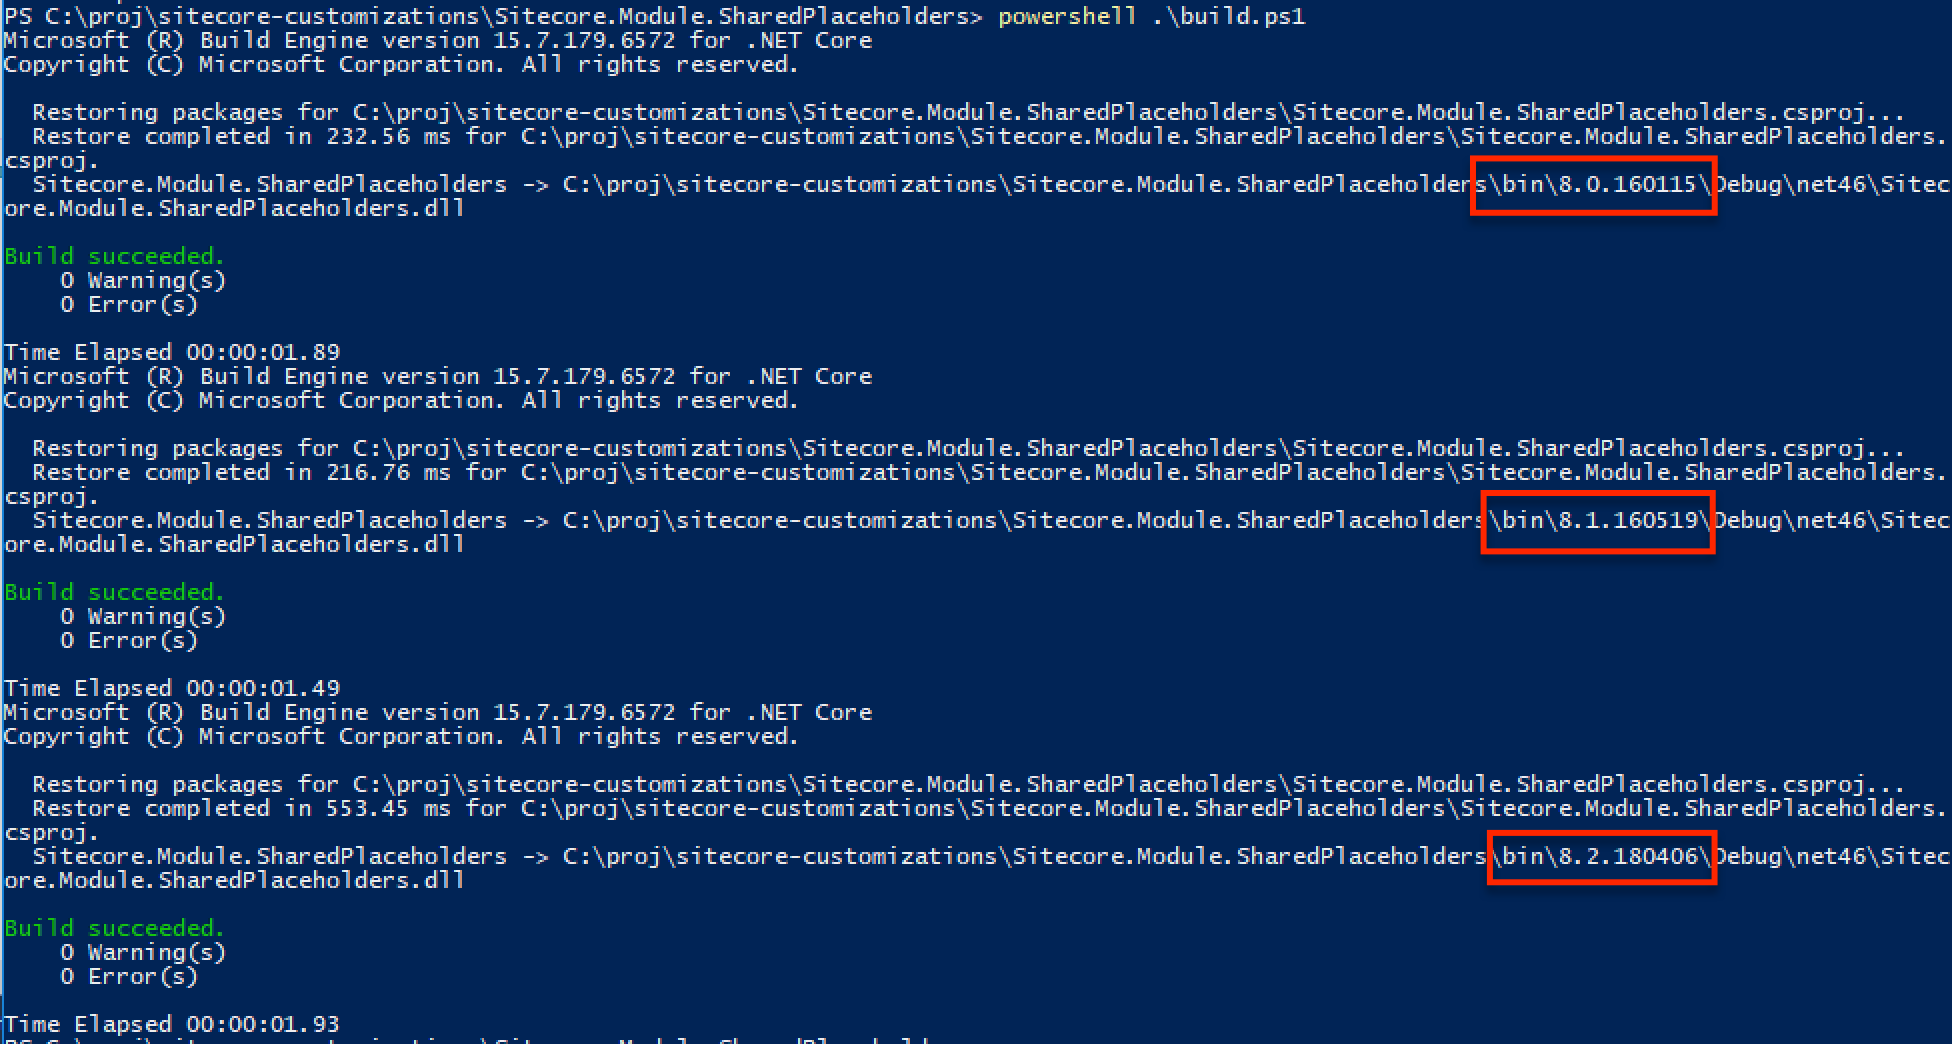 PS C:\proj\sitecore-customizations\Sitecore.Module.SharedPlaceholders> powershell .\build.ps1
Microsoft (R) Build Engine version 15.7.179.6572 for .NET Core
Copyright (C) Microsoft Corporation. All rights reserved.
Restoring packages for C:\proj\sitecore-customizations\Sitecore.Module.SharedPlaceholders\Sitecore.Module.SharedPlaceholders.csproj...
Restore completed in 232.56 ms for C:\proj\sitecore-customizations\Sitecore.Module.SharedPlaceholders\Sitecore.Module.SharedPlaceholders.
csproj.
Sitecore.Module.SharedPlaceholders -> C:\proj\sitecore-customizations\Sitecore.Module.SharedPlaceholders\bin\8.0.160115\Debug\net46\Sitec
ore.Module.SharedPlaceholders.dll
Build succeeded.
0 Warning(s)
0 Error(s)
Time Elapsed 00:00:01.89
Microsoft (R) Build Engine version 15.7.179.6572 for .NET Core
Copyright (C) Microsoft Corporation. All rights reserved.
Restoring packages for C:\proj\sitecore-customizations\Sitecore.Module.SharedPlaceholders\Sitecore.Module.SharedPlaceholders.csproj...
Restore completed in 216.76 ms for C:\proj\sitecore-customizations\Sitecore.Module.SharedPlaceholders\Sitecore.Module.SharedPlaceholders.
csproj.
Sitecore.Module.SharedPlaceholders -> C:\proj\sitecore-customizations\Sitecore.Module.SharedPlaceholders\bin\8.1.160519\Debug\net46\Sitec
ore.Module.SharedPlaceholders.dll
Build succeeded.
0 Warning(s)
0 Error(s)
Time Elapsed 00:00:01.49
Microsoft (R) Build Engine version 15.7.179.6572 for .NET Core
Copyright (C) Microsoft Corporation. All rights reserved.
Restoring packages for C:\proj\sitecore-customizations\Sitecore.Module.SharedPlaceholders\Sitecore.Module.SharedPlaceholders.csproj...
Restore completed in 553.45 ms for C:\proj\sitecore-customizations\Sitecore.Module.SharedPlaceholders\Sitecore.Module.SharedPlaceholders.
csproj.
Sitecore.Module.SharedPlaceholders -> C:\proj\sitecore-customizations\Sitecore.Module.SharedPlaceholders\bin\8.2.180406\Debug\net46\Sitec
ore.Module.SharedPlaceholders.dll
Build succeeded.
0 Warning(s)
0 Error(s)
Time Elapsed 00:00:01.93